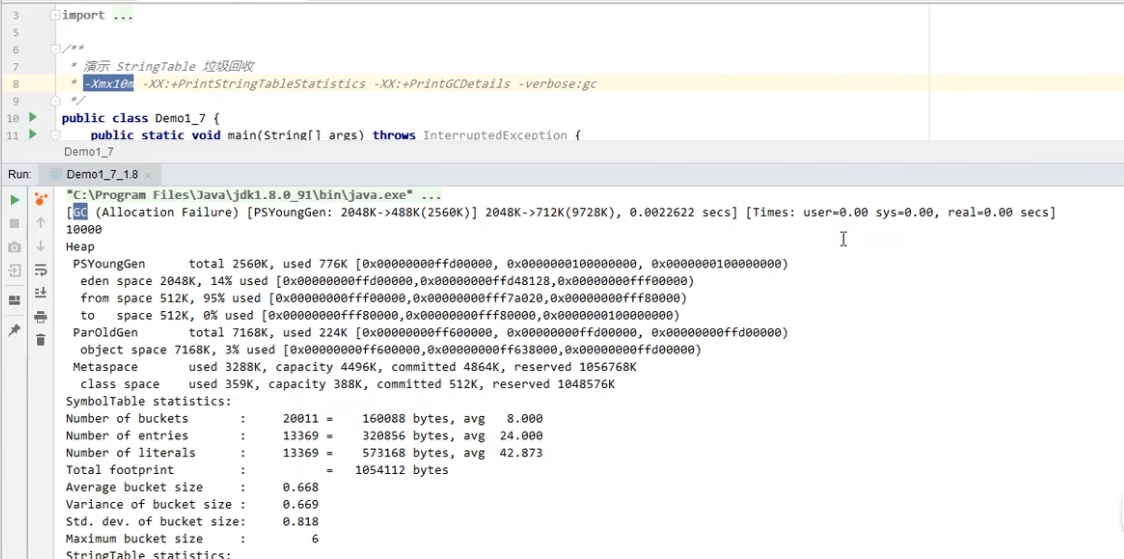 3 import ...
5
6 /**
7 * 演示 StringTable 垃圾回收
8 * -Xmx10m -XX:+PrintStringTableStatistics -XX:+PrintGCDetails -verbose:gc
9 */
10 public class Demo1_7 {
11 public static void main(String[] args) throws InterruptedException {
Demo1_7
Run: Demo1_7_1.8 ×
"C:\Program Files\Java\jdk1.8.0_91\bin\java.exe" ...
[GC (Allocation Failure) [PSYoungGen: 2048K->488K(2560K)] 2048K->712K(9728K), 0.0022622 secs] [Times: user=0.00 sys=0.00, real=0.00 secs]
10000
Heap
PSYoungGen total 2560K, used 776K [0x00000000ffd00000, 0x0000000100000000, 0x0000000100000000)
eden space 2048K, 14% used [0x00000000ffd00000,0x00000000ffd48128,0x00000000fff00000)
from space 512K, 95% used [0x00000000fff00000,0x00000000fff7a020,0x00000000fff80000)
to space 512K, 0% used [0x00000000fff80000,0x00000000fff80000,0x0000000100000000)
ParOldGen total 7168K, used 224K [0x00000000ff600000, 0x00000000ffd00000, 0x00000000ffd00000)
object space 7168K, 3% used [0x00000000ff600000,0x00000000ff638000,0x00000000ffd00000)
Metaspace used 3288K, capacity 4496K, committed 4864K, reserved 1056768K
class space used 359K, capacity 388K, committed 512K, reserved 1048576K
SymbolTable statistics:
Number of buckets : 20011 = 160088 bytes, avg 8.000
Number of entries : 13369 = 320856 bytes, avg 24.000
Number of literals : 13369 = 573168 bytes, avg 42.873
Total footprint : = 1054112 bytes
Average bucket size : 0.668
Variance of bucket size : 0.669
Std. dev. of bucket size: 0.818
Maximum bucket size : 6
StringTable statistics: